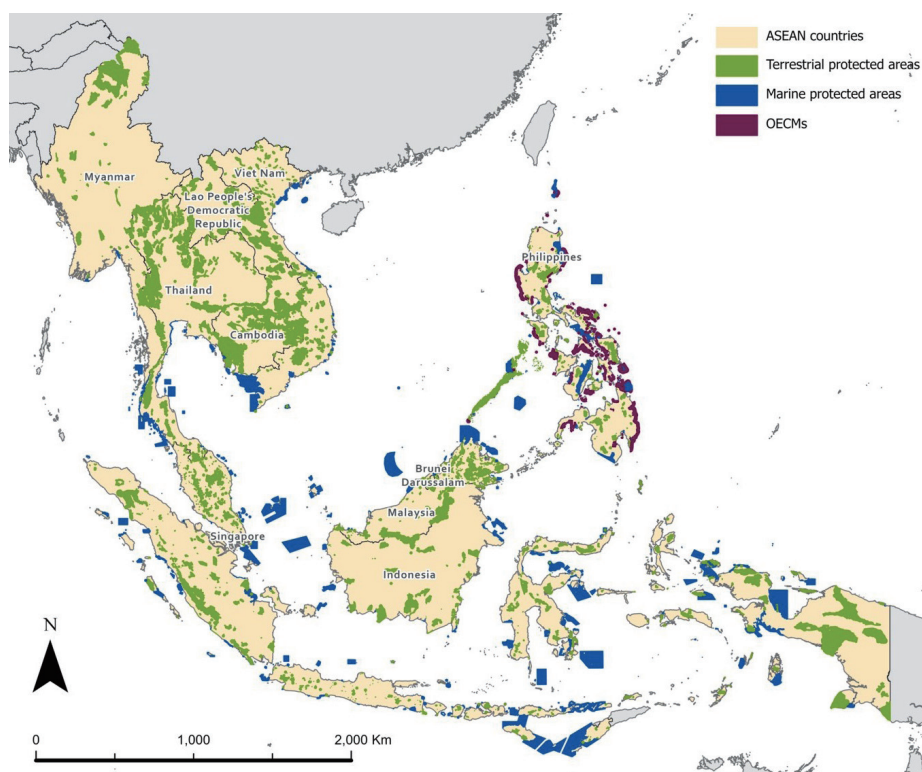 ASEAN countries
Terrestrial protected areas
Marine protected areas
OECMs
Myanmar
Viet Nam
Lao People's
Democratic
Republic
Philippines
Thailand
Cambodia
Brunei
Darussalam
Malaysia
Singapore
Indonesia
N
0 1,000 2,000 Km